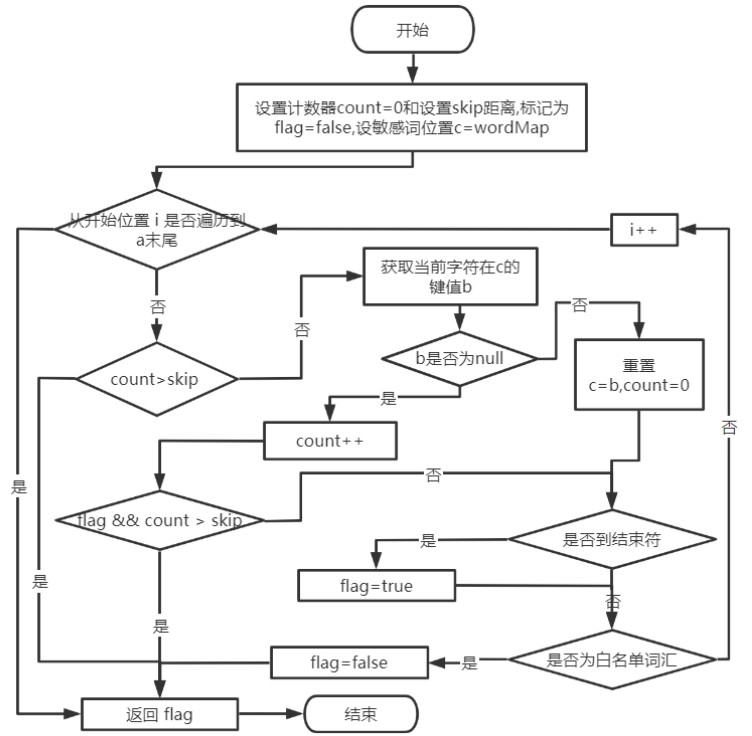 开始
设置计数器count=0和设置skip距离,标记为
flag=false,设敏感词位置c=wordMap
从开始位置 i 是否遍历到
a末尾
i++
获取当前字符在c的
键值b
否
否
否
count>skip
b是否为null
重置
c=b,count=0
是
count++
否
否
是
flag && count > skip
是否到结束符
是
是
flag=true
否
是
flag=false
是
是否为白名单词汇
返回 flag
结束